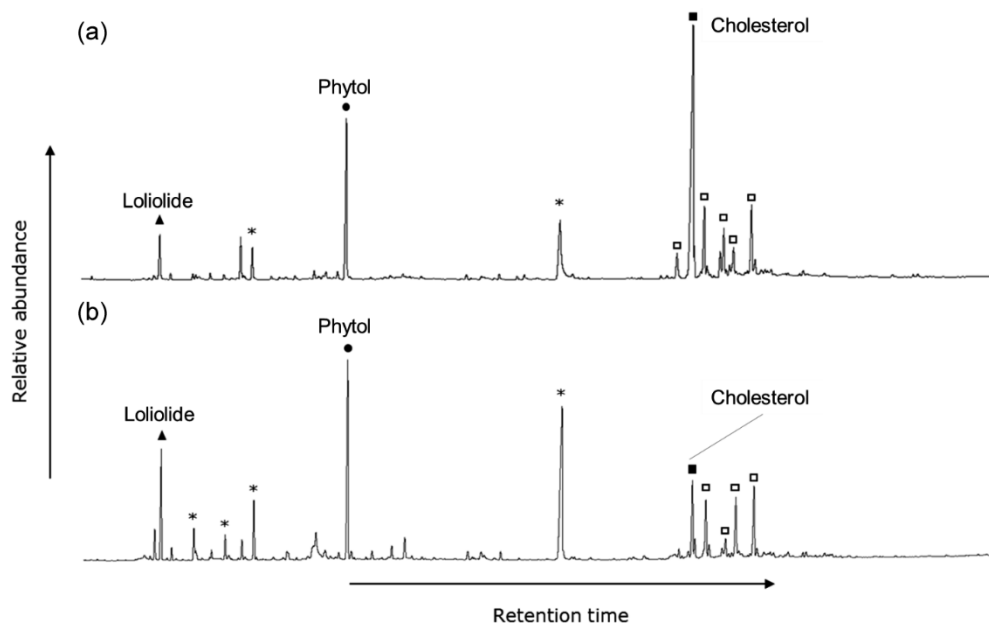 (a)
Cholesterol
Phytol
Loliolide
*
*
(b)
Phytol
Cholesterol
Loliolide
*
*
*
*
Relative abundance
Retention time